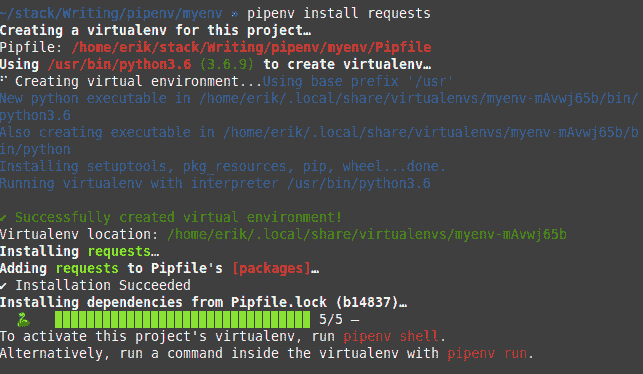 ~/stack/Writing/pipenv/myenv » pipenv install requests
Creating a virtualenv for this project…
Pipfile: /home/erik/stack/Writing/pipenv/myenv/Pipfile
Using /usr/bin/python3.6 (3.6.9) to create virtualenv…
⠋ Creating virtual environment...Using base prefix '/usr'
New python executable in /home/erik/.local/share/virtualenvs/myenv-mAvwj65b/bin/
python3.6
Also creating executable in /home/erik/.local/share/virtualenvs/myenv-mAvwj65b/b
in/python
Installing setuptools, pkg_resources, pip, wheel...done.
Running virtualenv with interpreter /usr/bin/python3.6
✔ Successfully created virtual environment!
Virtualenv location: /home/erik/.local/share/virtualenvs/myenv-mAvwj65b
Installing requests…
Adding requests to Pipfile's [packages]…
✔ Installation Succeeded
Installing dependencies from Pipfile.lock (b14837)…
🐍 ▉▉▉▉▉▉▉▉▉▉▉▉▉▉▉▉▉▉▉▉▉▉▉▉▉▉▉▉▉▉▉▉ 5/5 —
To activate this project's virtualenv, run pipenv shell.
Alternatively, run a command inside the virtualenv with pipenv run.